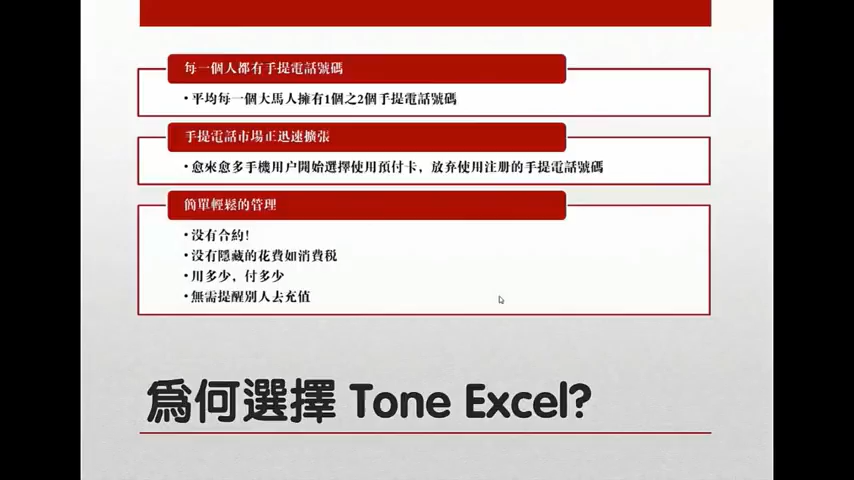 每一個人都有手提電話號碼
•平均每一個大馬人擁有1個之2個手提電話號碼
手提電話市場正迅速擴張
•愈來愈多手機用户開始選擇使用預付卡，放弃使用注册的手提電話號碼
簡單輕鬆的管理
•没有合約！
•没有隱藏的花費如消費税
•用多少，付多少
•無需提醒別人去充值
為何選擇 Tone Excel?